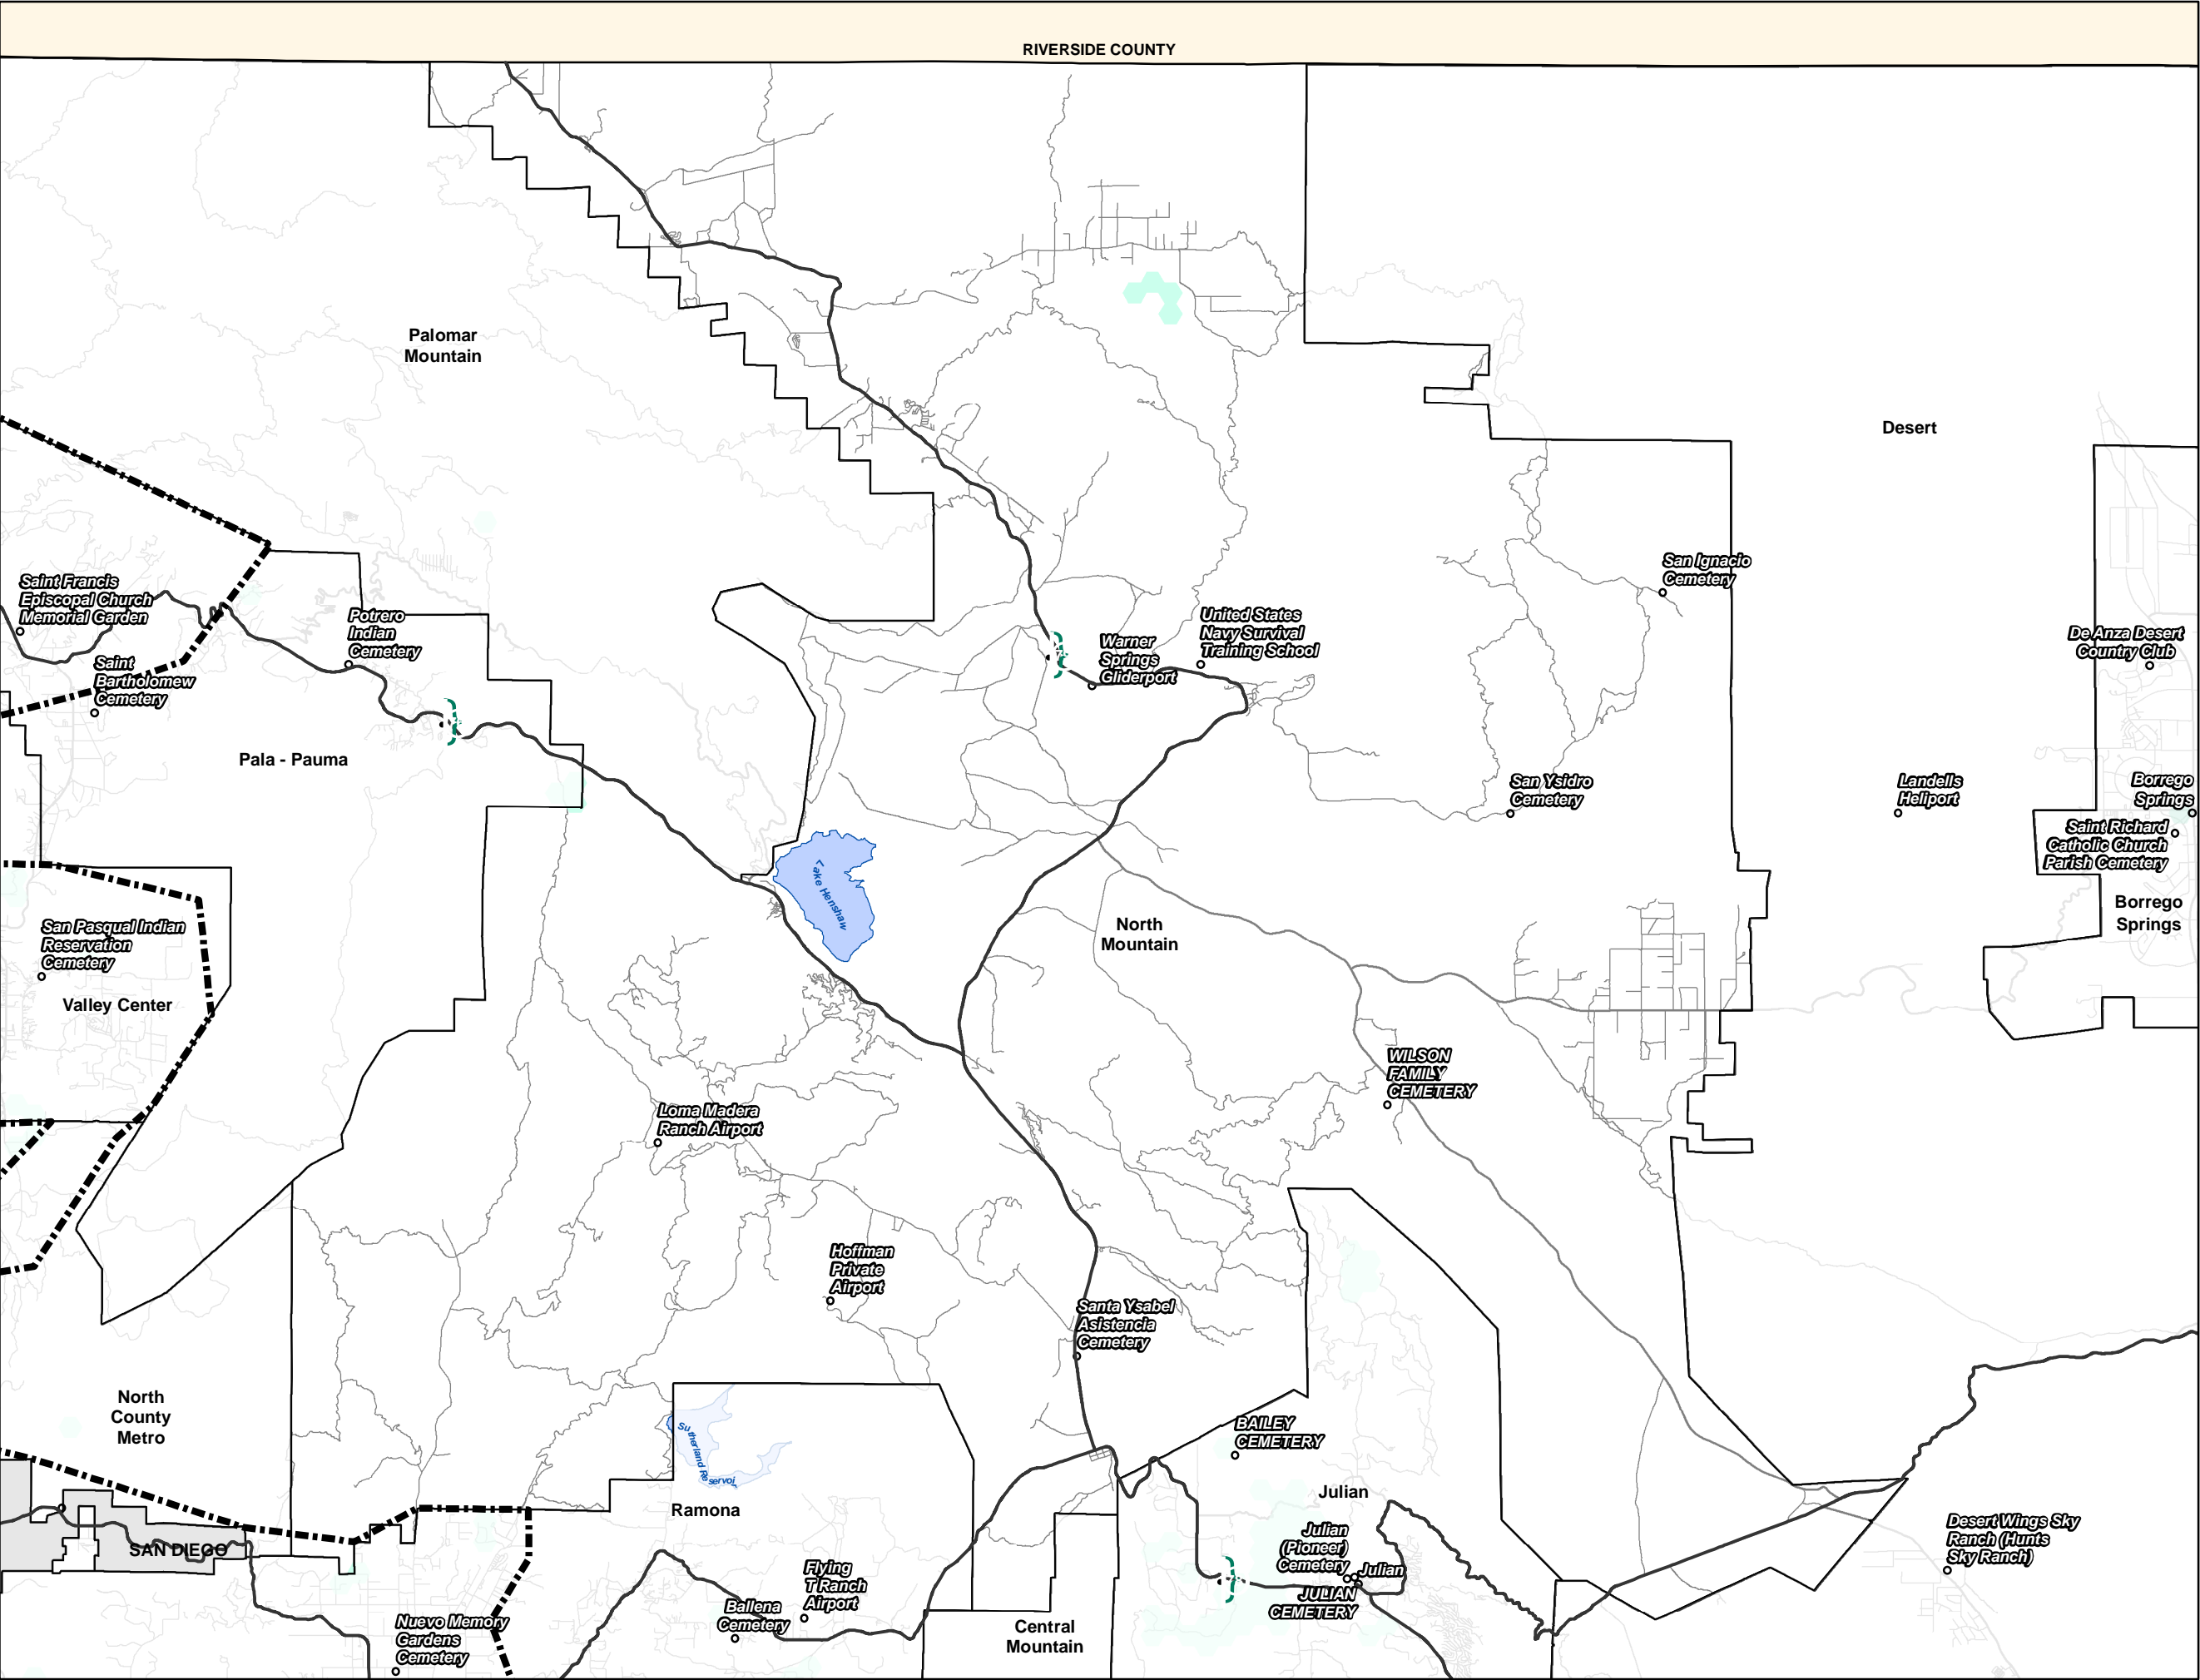 RIVERSIDE COUNTY
Palomar
Mountain
Desert
San Ignacio
Cemetery
Saint Francis
Episcopal Church
Memorial Garden
Potrero
Indian
Cemetery
United States
Navy Survival
Training School
Warner
Springs
Gliderport
De Anza Desert
Country Club
Saint
Bartholomew
Cemetery
Pala - Pauma
San Ysidro
Cemetery
Landells
Heliport
Borrego
Springs
Saint Richard
Catholic Church
Parish Cemetery
Lake Henshaw
Borrego
Springs
North
Mountain
San Pasqual Indian
Reservation
Cemetery
Valley Center
WILSON
FAMILY
CEMETERY
Loma Madera
Ranch Airport
Hoffman
Private
Airport
Santa Ysabel
Asistencia
Cemetery
North
County
Metro
BAILEY
CEMETERY
Sutherland Reservoi
Ramona
Julian
SAN DIEGO
Julian
(Pioneer)
Cemetery
Julian
JULIAN
CEMETERY
Desert Wings Sky
Ranch (Hunts
Sky Ranch)
Flying
T Ranch
Airport
Ballena
Cemetery
Nuevo Memory
Gardens
Cemetery
Central
Mountain